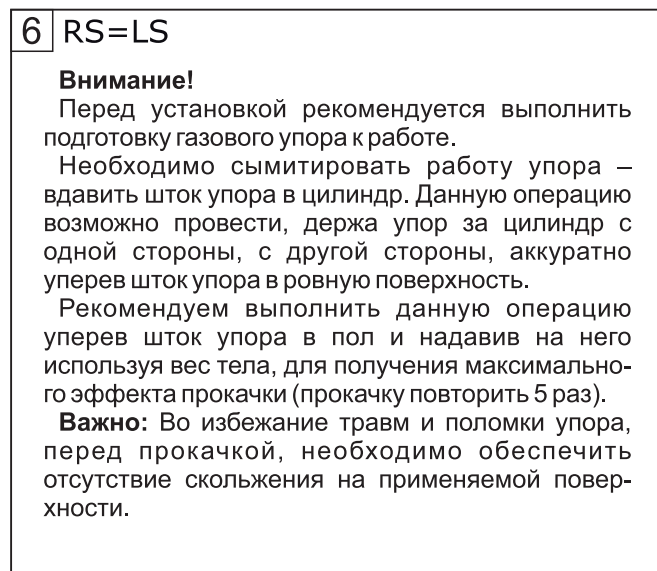 6 RS=LS
Внимание!
Перед установкой рекомендуется выполнить
подготовку газового упора к работе.
Необходимо сымитировать работу упора –
вдавить шток упора в цилиндр. Данную операцию
возможно провести, держа упор за цилиндр с
одной стороны, с другой стороны, аккуратно
уперев шток упора в ровную поверхность.
Рекомендуем выполнить данную операцию
уперев шток упора в пол и надавив на него
используя вес тела, для получения максимально-
го эффекта прокачки (прокачку повторить 5 раз).
Важно: Во избежание травм и поломки упора,
перед прокачкой, необходимо обеспечить
отсутствие скольжения на применяемой повер-
хности.